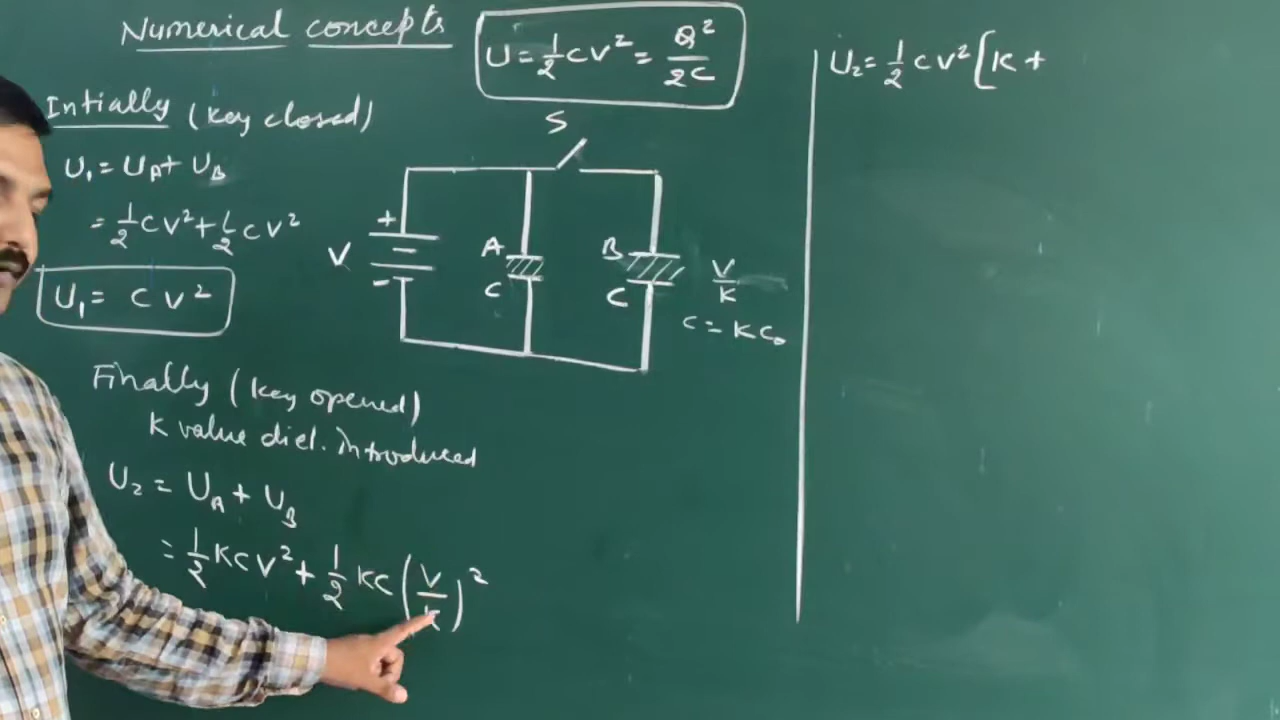 Numerical concepts
U = 1/2 CV² = Q²/2C
Intially (Key closed)
U₁ = U_A + U_B
= 1/2 CV² + 1/2 CV²
U₁ = CV²
S
+
V
-
A
C
B
C
V/K
C = KC₀
Finally (Key opened)
K value diel. introduced
U₂ = U_A + U_B
= 1/2 KCV² + 1/2 KC (V/K)²
U₂ = 1/2 CV² [K +